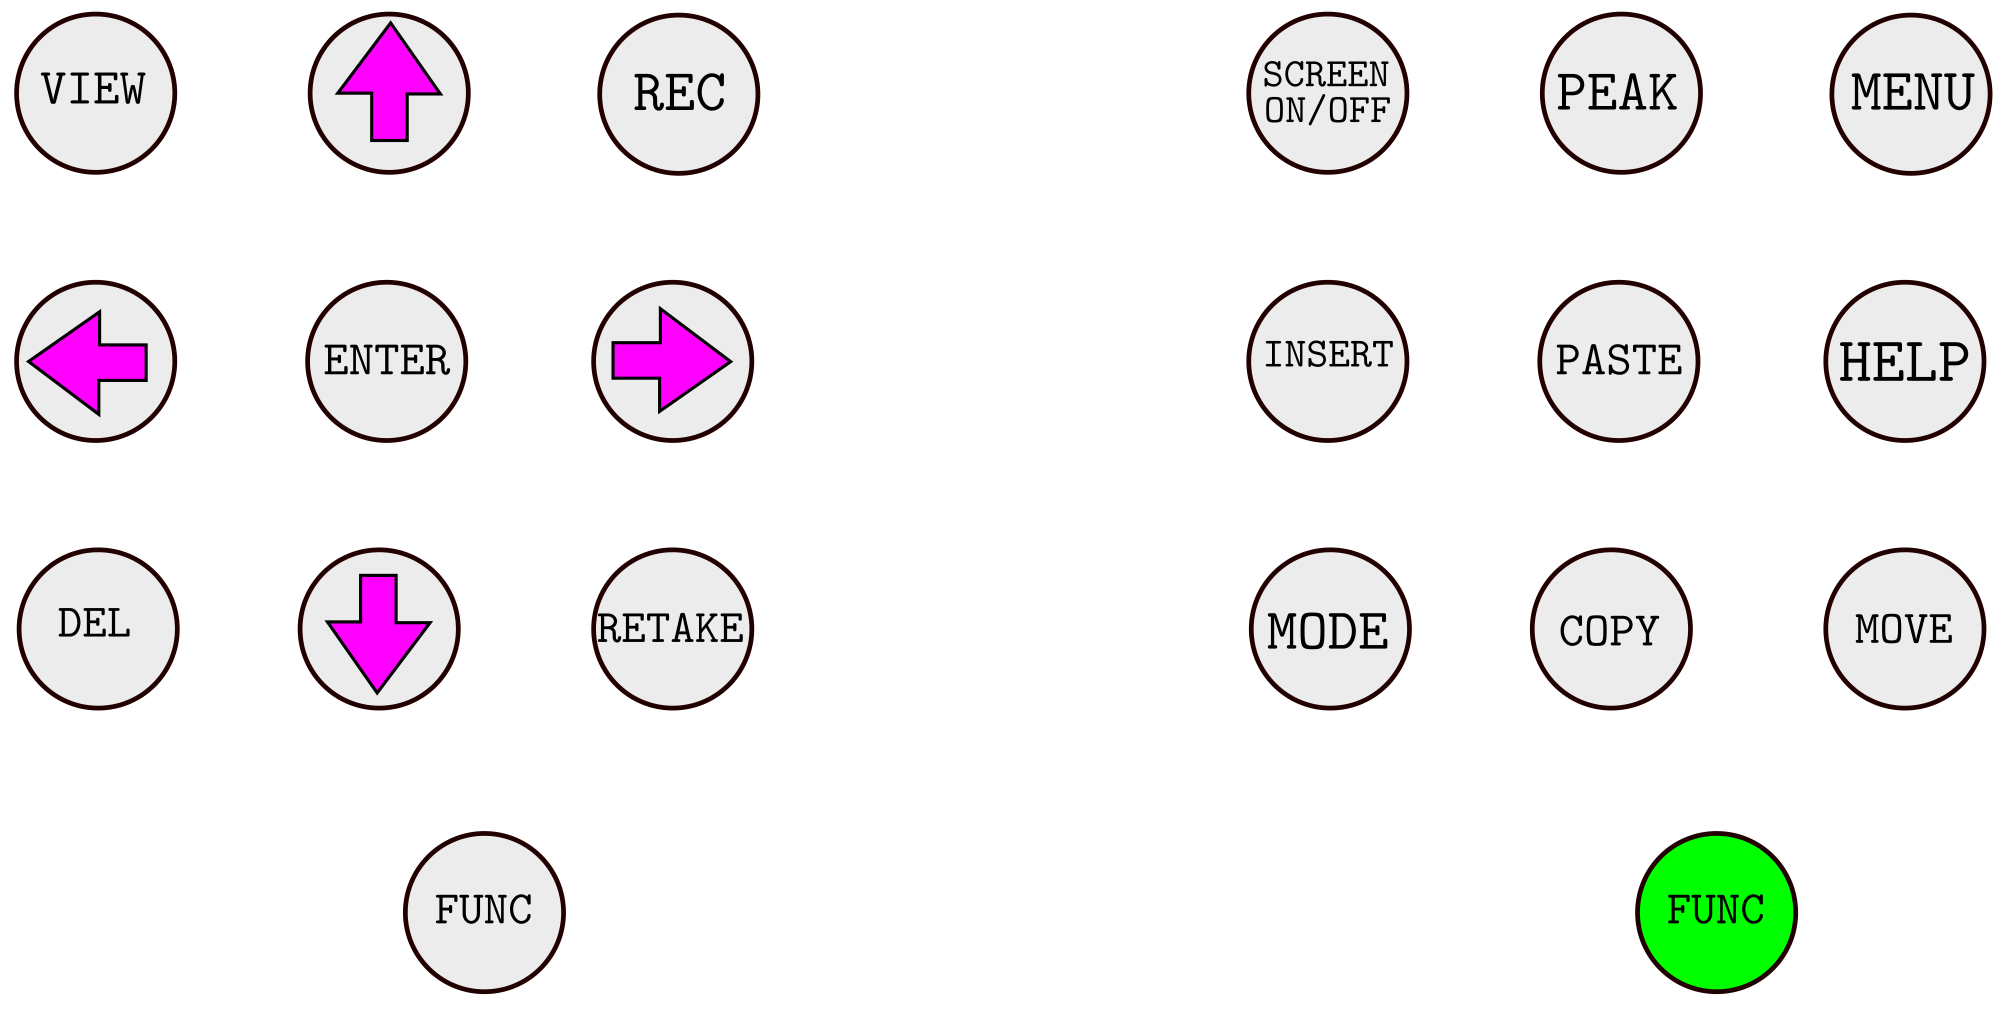 VIEW
REC
SCREEN
ON/OFF
PEAK
MENU
ENTER
INSERT
PASTE
HELP
DEL
RETAKE
MODE
COPY
MOVE
FUNC
FUNC